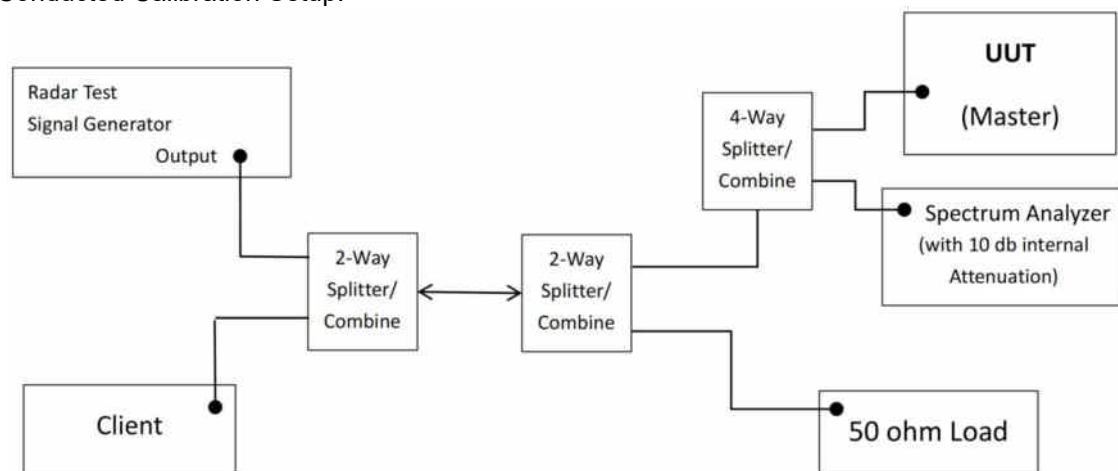 Conducted Calibration Setup:
Radar Test
Signal Generator
Output
2-Way
Splitter/
Combine
Client
2-Way
Splitter/
Combine
4-Way
Splitter/
Combine
UUT
(Master)
Spectrum Analyzer
(with 10 db internal
Attenuation)
50 ohm Load